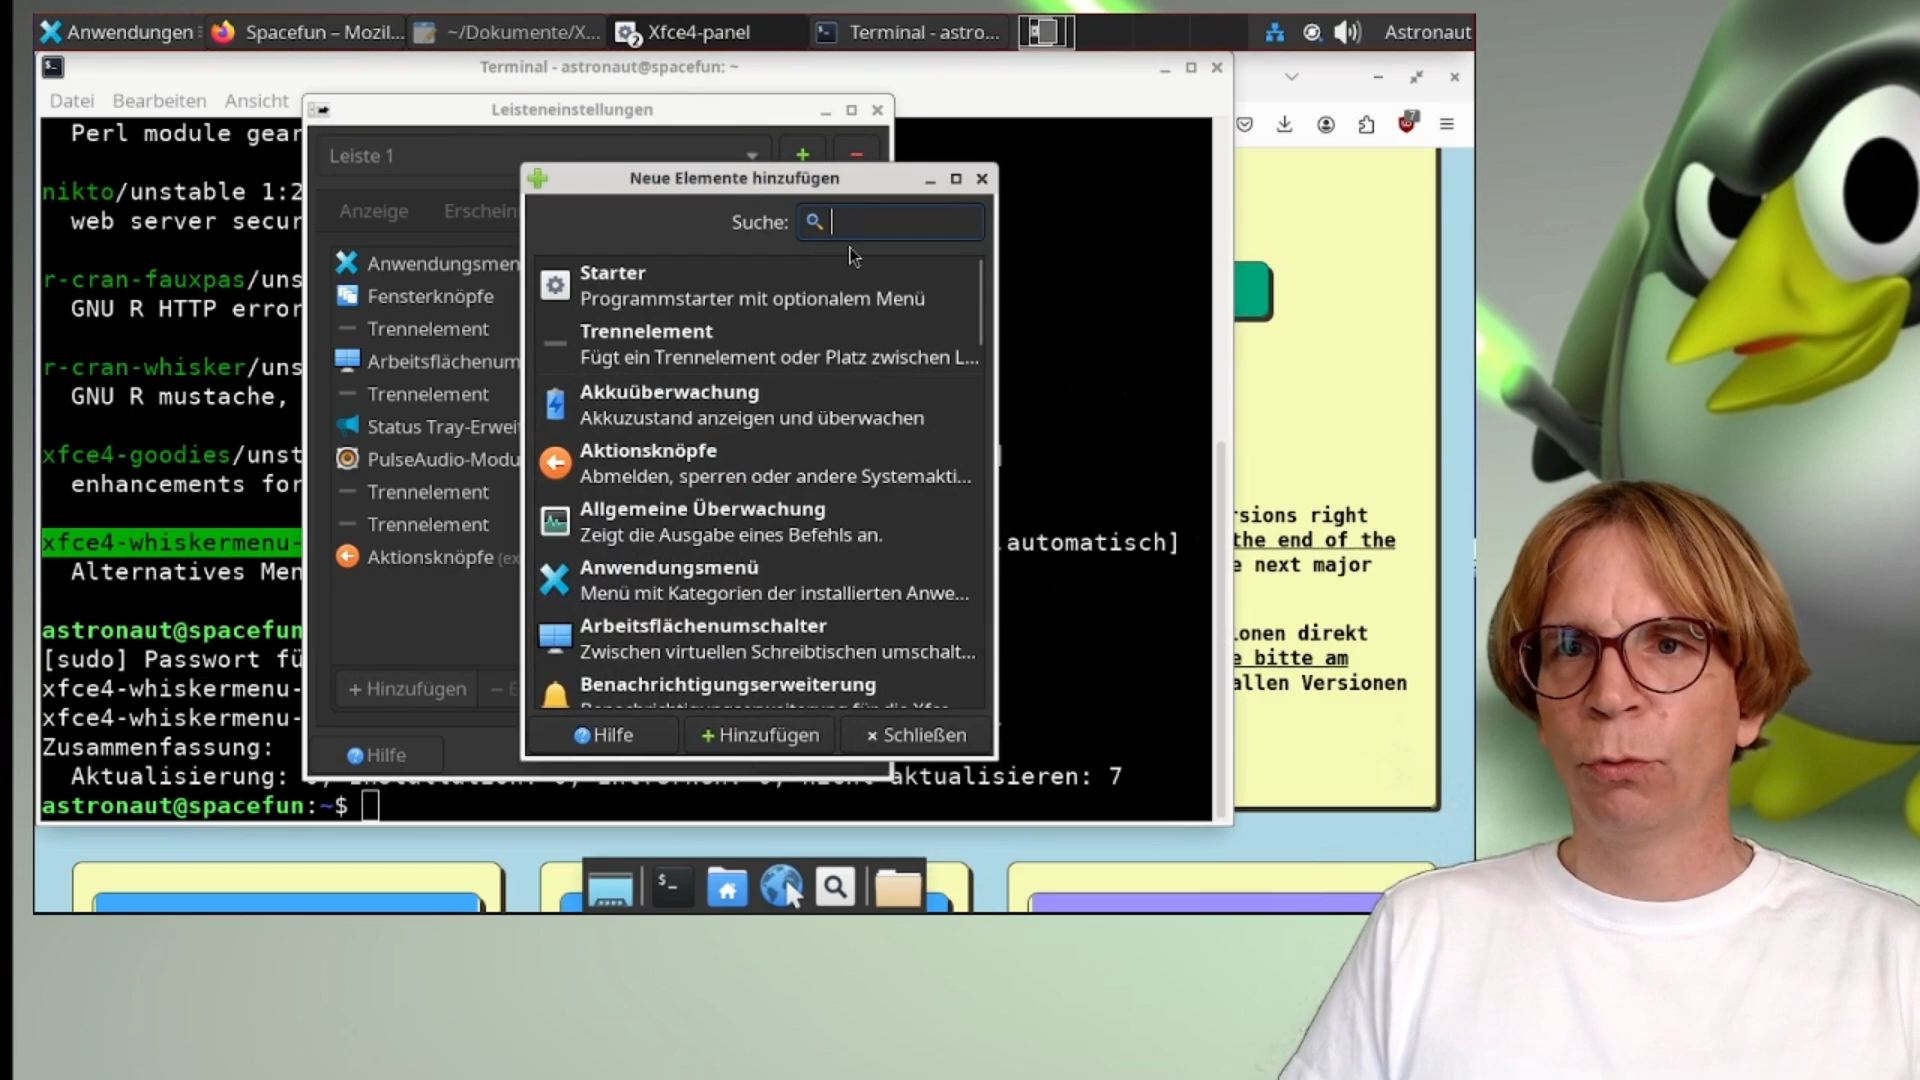 Anwendungen
Spacefun – Mozil...
~/Dokumente/X...
2
Xfce4-panel
Terminal - astro...
Astronaut
Terminal - astronaut@spacefun: ~
Datei Bearbeiten Ansicht
Leisteneinstellungen
7
Perl module gear
Leiste 1
nikto/unstable 1:2
Neue Elemente hinzufügen
web server secur
Anzeige
Suche:
Anwendungsmen
Fensterknöpfe
Trennelement
Arbeitsflächenum
Trennelement
Status Tray-Erwei
PulseAudio-Modu
Trennelement
Trennelement
Aktionsknöpfe (ex
+ Hinzufügen
Hilfe
Starter
Programmstarter mit optionalem Menü
Trennelement
Fügt ein Trennelement oder Platz zwischen L...
Akkuüberwachung
Akkuzustand anzeigen und überwachen
Aktionsknöpfe
Abmelden, sperren oder andere Systemakti...
Allgemeine Überwachung
Zeigt die Ausgabe eines Befehls an.
Anwendungsmenü
Menü mit Kategorien der installierten Anwe...
Arbeitsflächenumschalter
Zwischen virtuellen Schreibtischen umschalt...
Benachrichtigungserweiterung
Hilfe
Hinzufügen
Schließen
r-cran-fauxpas/uns
GNU R HTTP error
r-cran-whisker/uns
GNU R mustache,
xfce4-goodies/unst
enhancements for
xfce4-whiskermenu-
automatisch]
Alternatives Men
astronaut@spacefun
[sudo] Passwort fü
xfce4-whiskermenu-
xfce4-whiskermenu-
Zusammenfassung:
Aktualisierung:
aktualisieren: 7
astronaut@spacefun:~$
rsions right
the end of the
e next major
ionen direkt
e bitte am
allen Versionen